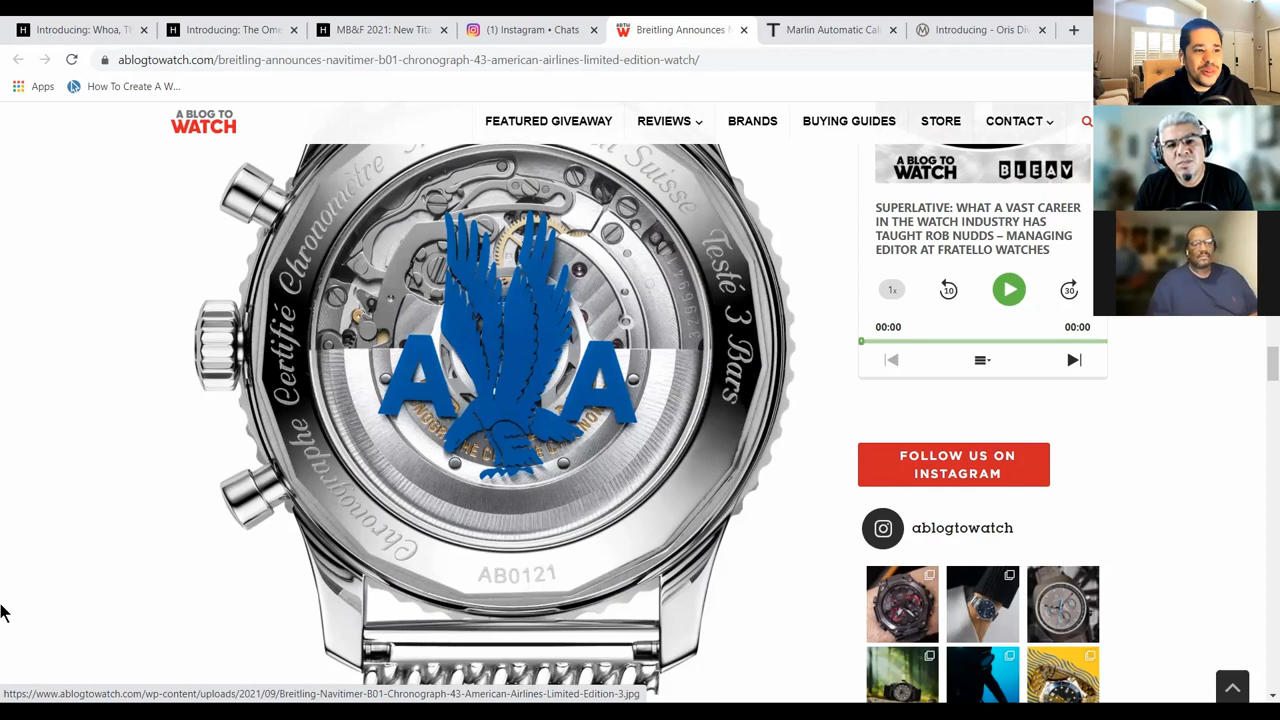 Introducing: Whoa, T
Introducing: The Ome
MB&F 2021: New Tita
(1) Instagram • Chats
Breitling Announces N
Marlin Automatic Cal
Introducing - Oris Div
ablogtowatch.com/breitling-announces-navitimer-b01-chronograph-43-american-airlines-limited-edition-watch/
Apps
How To Create A W...
A BLOG TO
WATCH
FEATURED GIVEAWAY
REVIEWS
BRANDS
BUYING GUIDES
STORE
CONTACT
A BLOG TO
WATCH
BLEAV
SUPERLATIVE: WHAT A VAST CAREER
IN THE WATCH INDUSTRY HAS
TAUGHT ROB NUDDS – MANAGING
EDITOR AT FRATELLO WATCHES
1x
10
30
00:00
00:00
Chronographe Certifié Chronomètre
Suisse
Testé 3 Bars
A A
AB0121
FOLLOW US ON
INSTAGRAM
ablogtowatch
https://www.ablogtowatch.com/wp-content/uploads/2021/09/Breitling-Navitimer-B01-Chronograph-43-American-Airlines-Limited-Edition-3.jpg